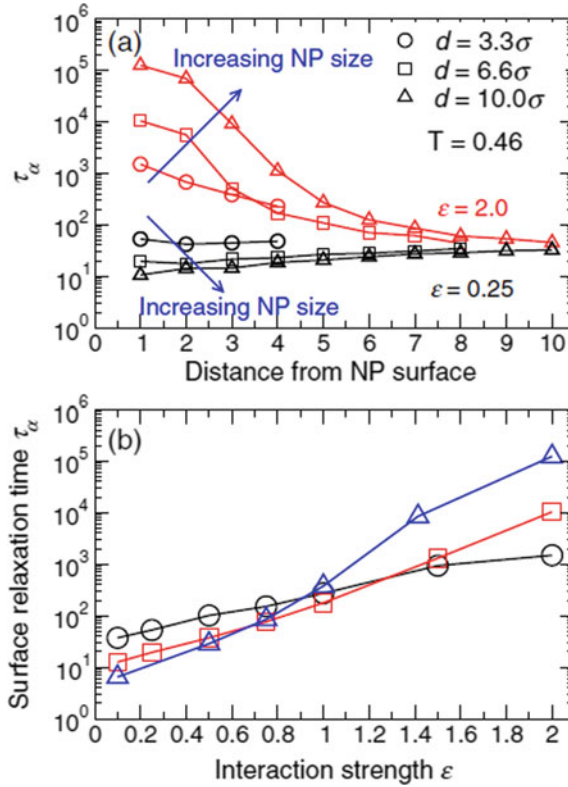 (a)
Increasing NP size
d = 3.3σ
d = 6.6σ
d = 10.0σ
T = 0.46
ε = 2.0
ε = 0.25
Increasing NP size
10^6
10^5
10^4
10^3
10^2
10^1
10^0
τ_α
0 1 2 3 4 5 6 7 8 9 10
Distance from NP surface
(b)
10^6
10^5
10^4
10^3
10^2
10^1
10^0
Surface relaxation time τ_α
0 0.2 0.4 0.6 0.8 1 1.2 1.4 1.6 1.8 2
Interaction strength ε